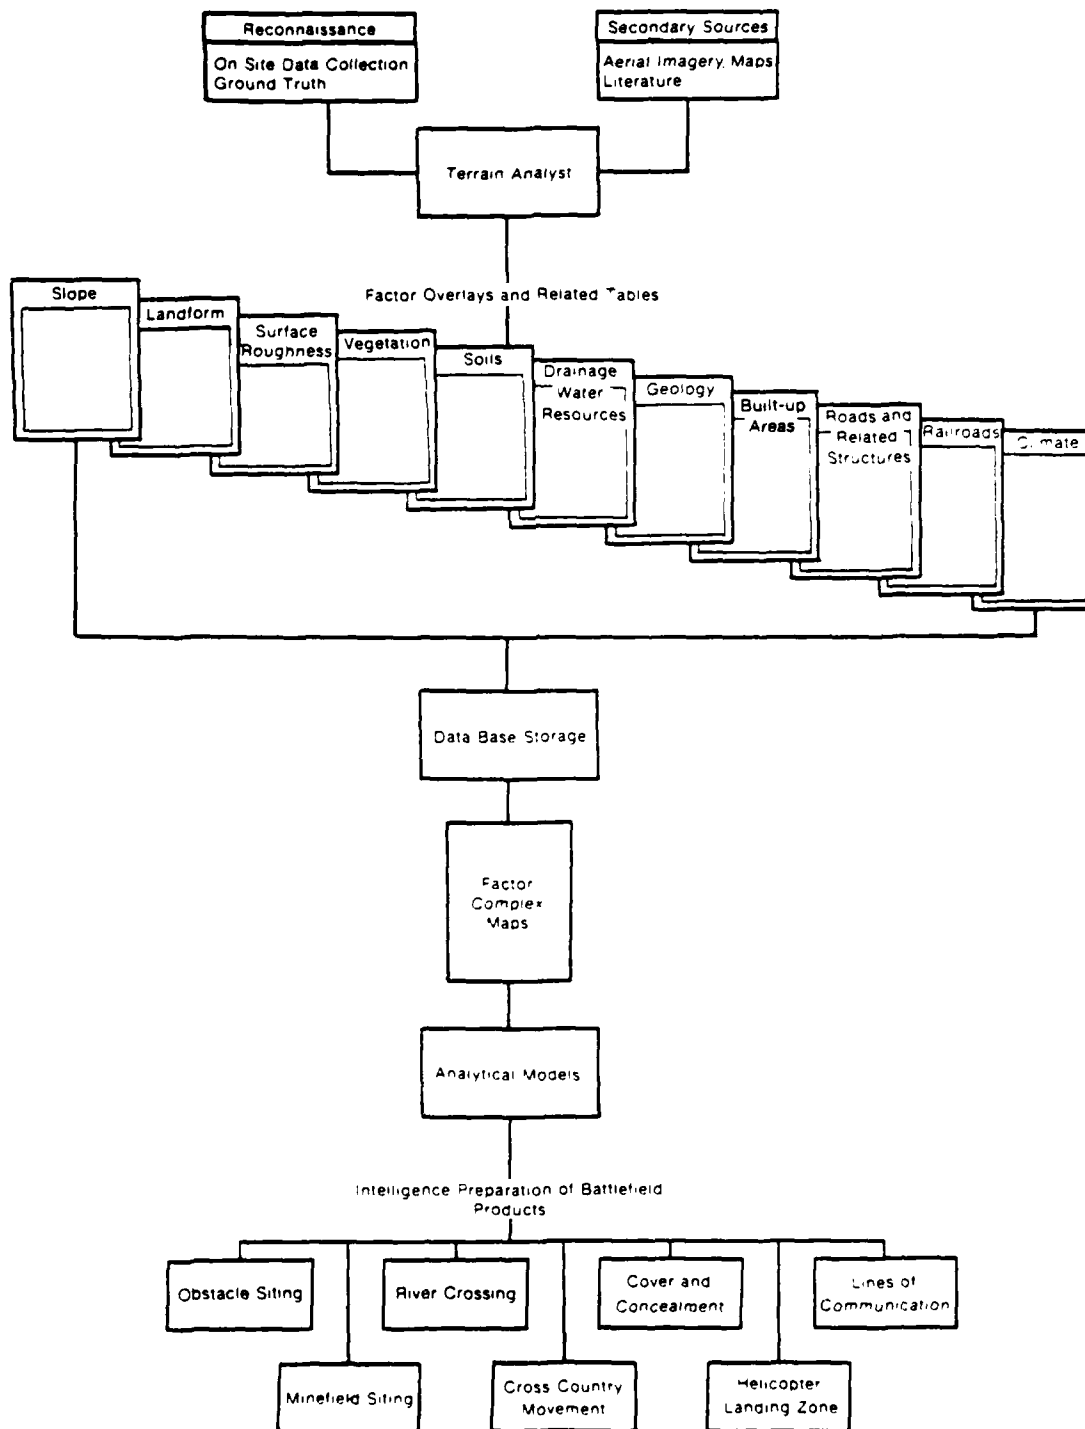 Reconnaissance
On Site Data Collection
Ground Truth
Secondary Sources
Aerial Imagery, Maps
Literature
Terrain Analyst
Factor Overlays and Related Tables
Slope
Landform
Surface
Roughness
Vegetation
Soils
Drainage
Water
Resources
Geology
Built-up
Areas
Roads and
Related
Structures
Railroads
Climate
Data Base Storage
Factor
Complex
Maps
Analytical Models
Intelligence Preparation of Battlefield
Products
Obstacle Siting
River Crossing
Cover and
Concealment
Lines of
Communication
Minefield Siting
Cross Country
Movement
Helicopter
Landing Zone